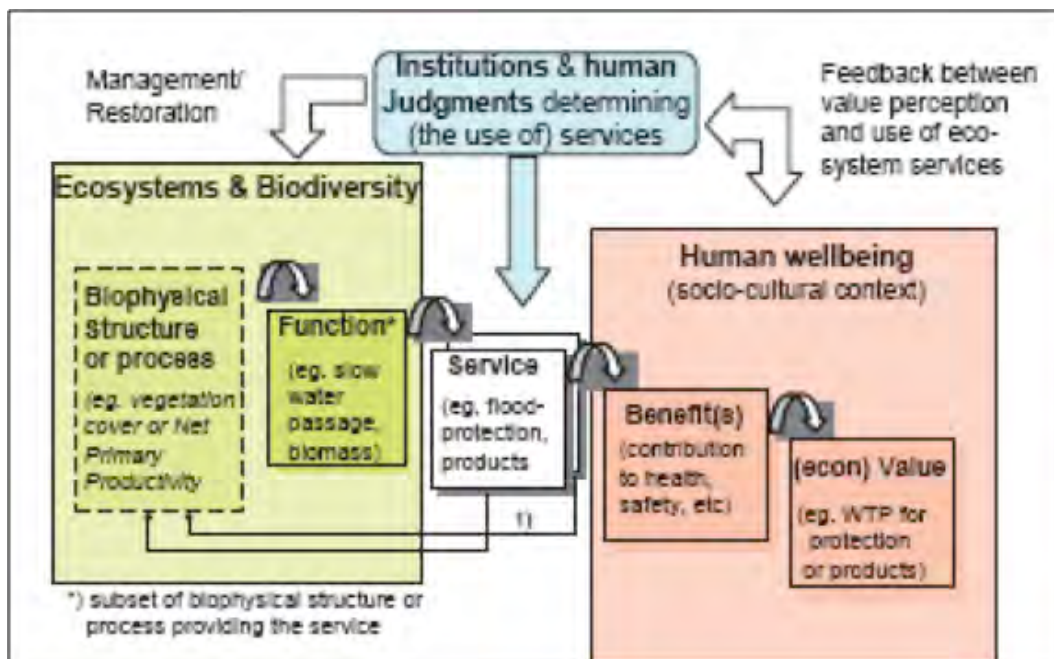 Management/
Restoration
Institutions & human
Judgments determining
(the use of) services
Feedback between
value perception
and use of eco-
system services
Ecosystems & Biodiversity
Biophysical
Structure
or process
(eg. vegetation
cover or Net
Primary
Productivity
Function*
(eg. slow
water
passage,
biomass)
Service
(eg. flood-
protection,
products
1)
Human wellbeing
(socio-cultural context)
Benefit(s)
(contribution
to health,
safety, etc)
(econ) Value
(eg. WTP for
protection
or products)
*) subset of biophysical structure or
process providing the service